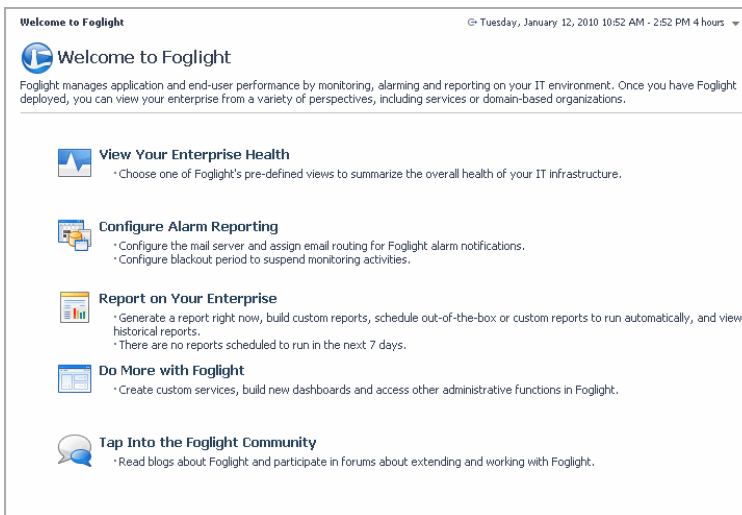 Welcome to Foglight
Tuesday, January 12, 2010 10:52 AM - 2:52 PM 4 hours
Welcome to Foglight
Foglight manages application and end-user performance by monitoring, alarming and reporting on your IT environment. Once you have Foglight
deployed, you can view your enterprise from a variety of perspectives, including services or domain-based organizations.
View Your Enterprise Health
• Choose one of Foglight's pre-defined views to summarize the overall health of your IT infrastructure.
Configure Alarm Reporting
• Configure the mail server and assign email routing for Foglight alarm notifications.
• Configure blackout period to suspend monitoring activities.
Report on Your Enterprise
• Generate a report right now, build custom reports, schedule out-of-the-box or custom reports to run automatically, and view
historical reports.
• There are no reports scheduled to run in the next 7 days.
Do More with Foglight
• Create custom services, build new dashboards and access other administrative functions in Foglight.
Tap Into the Foglight Community
• Read blogs about Foglight and participate in forums about extending and working with Foglight.